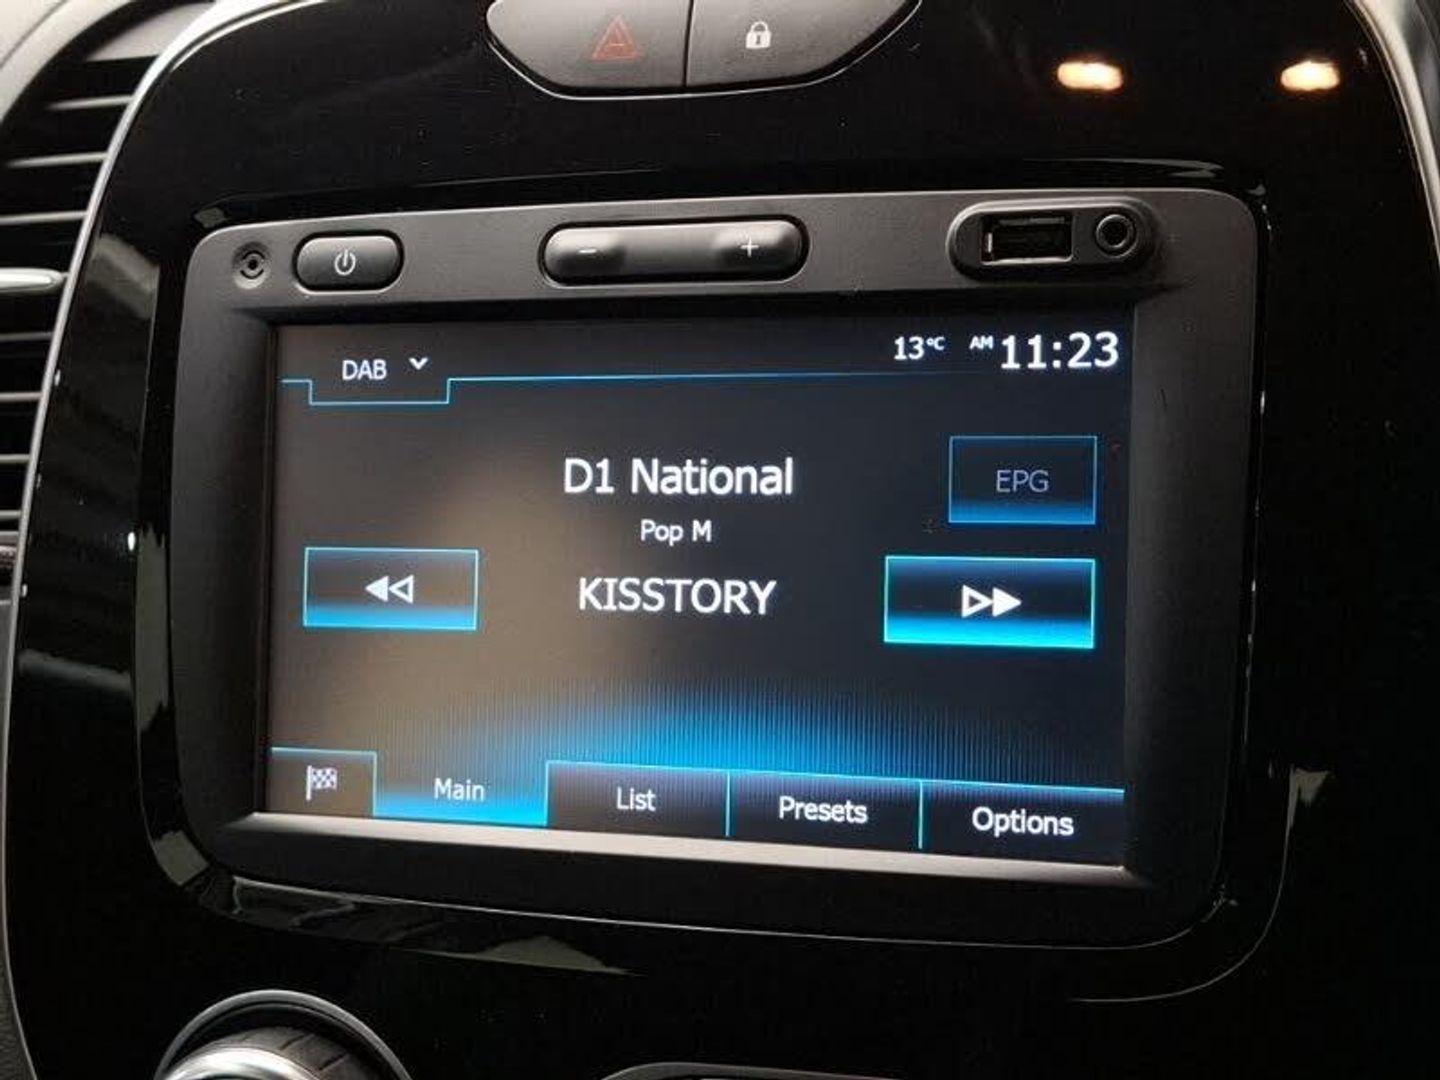 DAB
13°C AM 11:23
D1 National
EPG
Pop M
KISSTORY
Main
List
Presets
Options